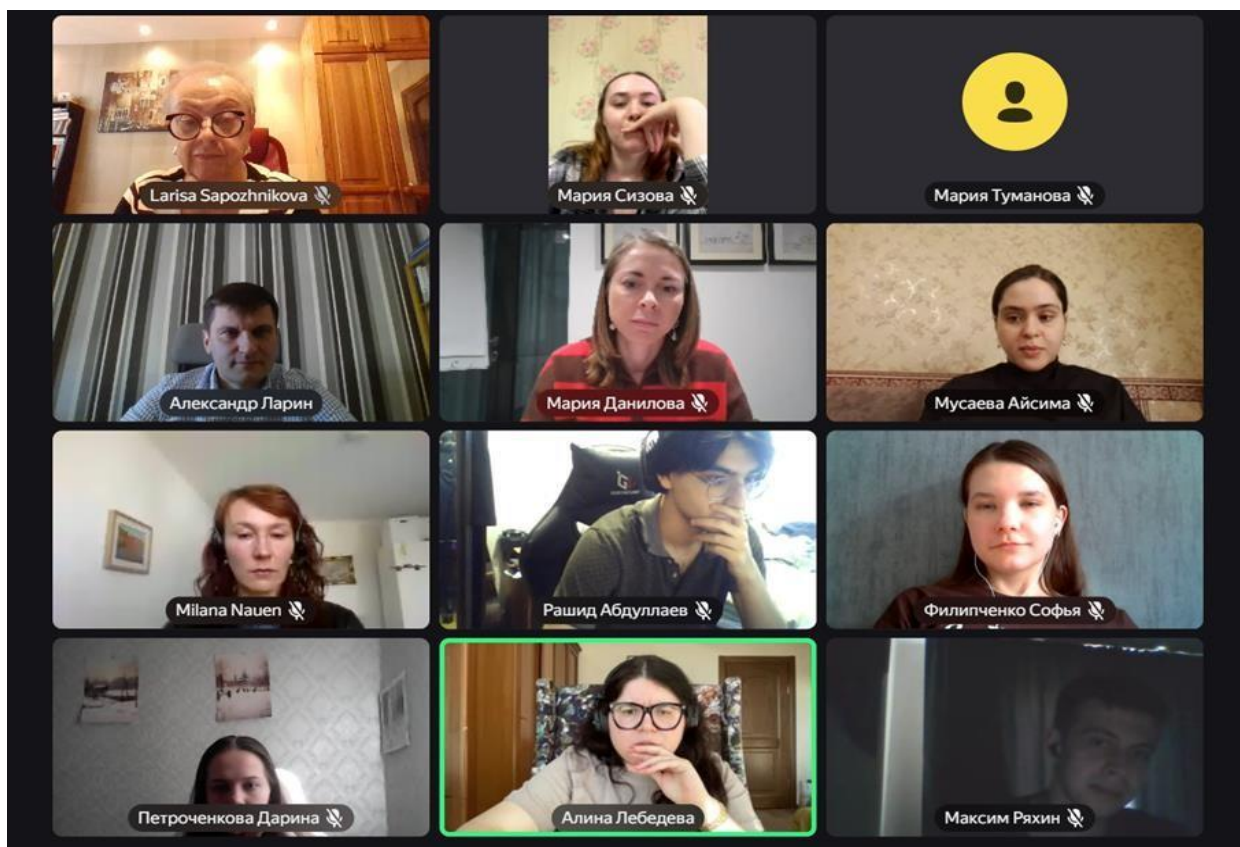 Larisa Sapozhnikova
Мария Сизова
Мария Туманова
Александр Ларин
Мария Данилова
Мусаева Айсима
Milana Nauen
Рашид Абдуллаев
Филипченко Софья
Петроченкова Дарина
Алина Лебедева
Максим Ряхин